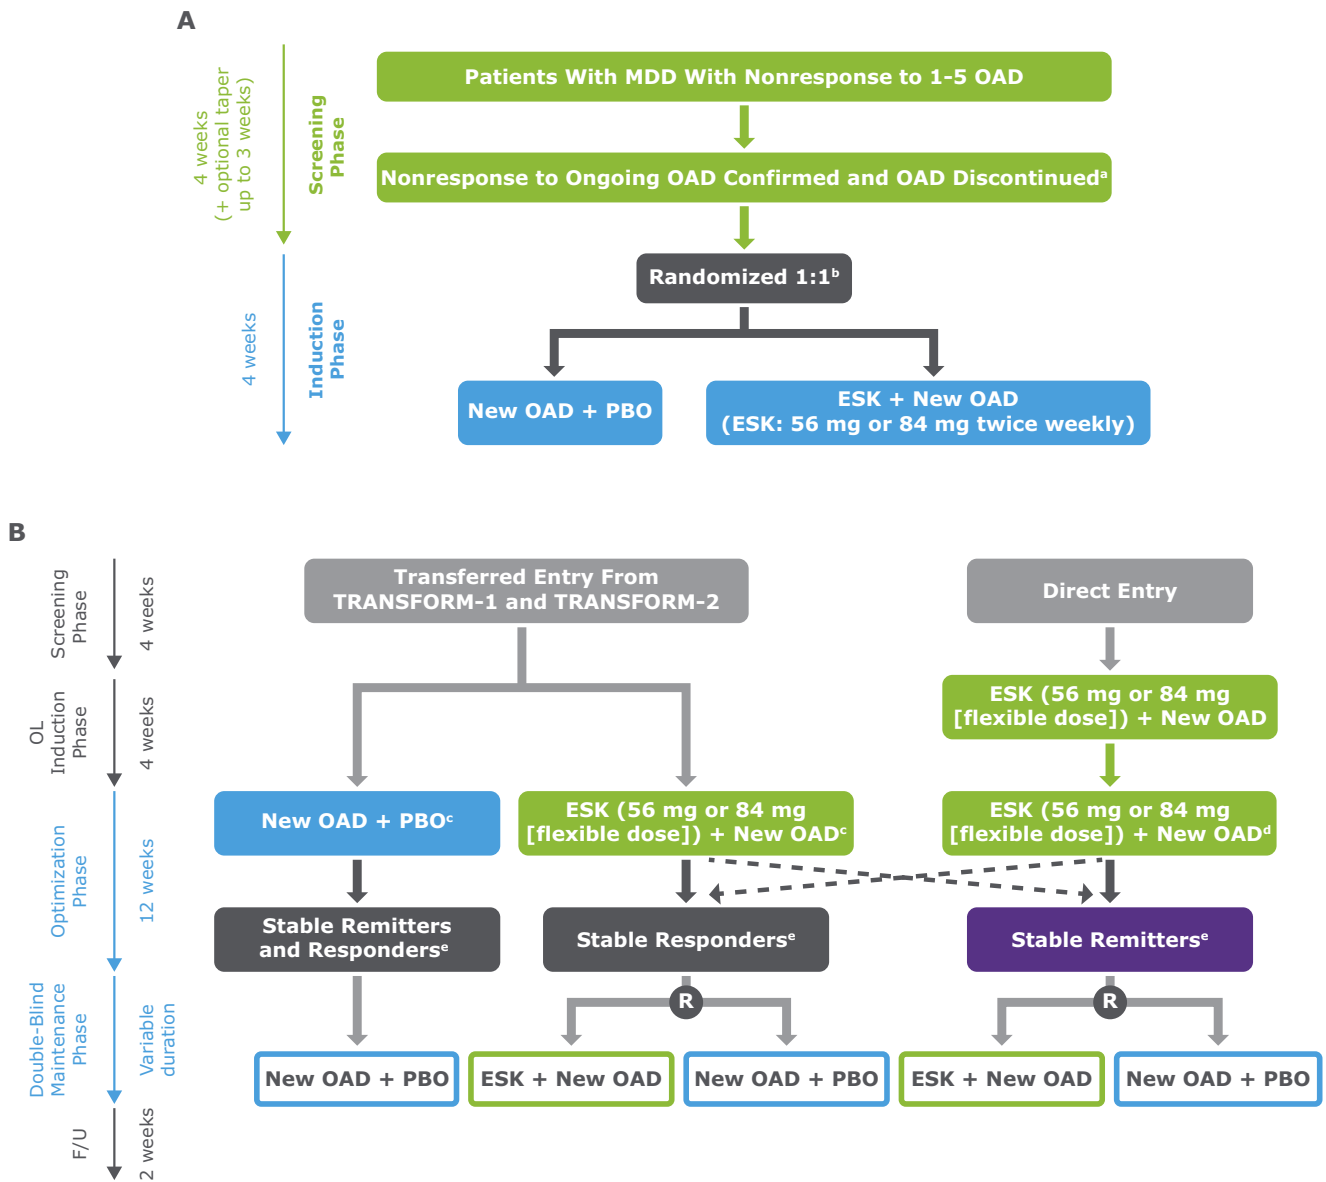 A
4 weeks
(+ optional taper
up to 3 weeks)
Screening
Phase
Patients With MDD With Nonresponse to 1-5 OAD
Nonresponse to Ongoing OAD Confirmed and OAD Discontinuedᵃ
4 weeks
Induction
Phase
Randomized 1:1ᵇ
New OAD + PBO
ESK + New OAD
(ESK: 56 mg or 84 mg twice weekly)
B
Screening
Phase
4 weeks
Transferred Entry From
TRANSFORM-1 and TRANSFORM-2
Direct Entry
OL
Induction
Phase
4 weeks
ESK (56 mg or 84 mg
[flexible dose]) + New OAD
Optimization
Phase
12 weeks
New OAD + PBOᶜ
ESK (56 mg or 84 mg
[flexible dose]) + New OADᶜ
ESK (56 mg or 84 mg
[flexible dose]) + New OADᵈ
Stable Remitters
and Respondersᵉ
Stable Respondersᵉ
Stable Remittersᵉ
Double-Blind
Maintenance
Phase
Variable
duration
R
R
New OAD + PBO
ESK + New OAD
New OAD + PBO
ESK + New OAD
New OAD + PBO
F/U
2 weeks